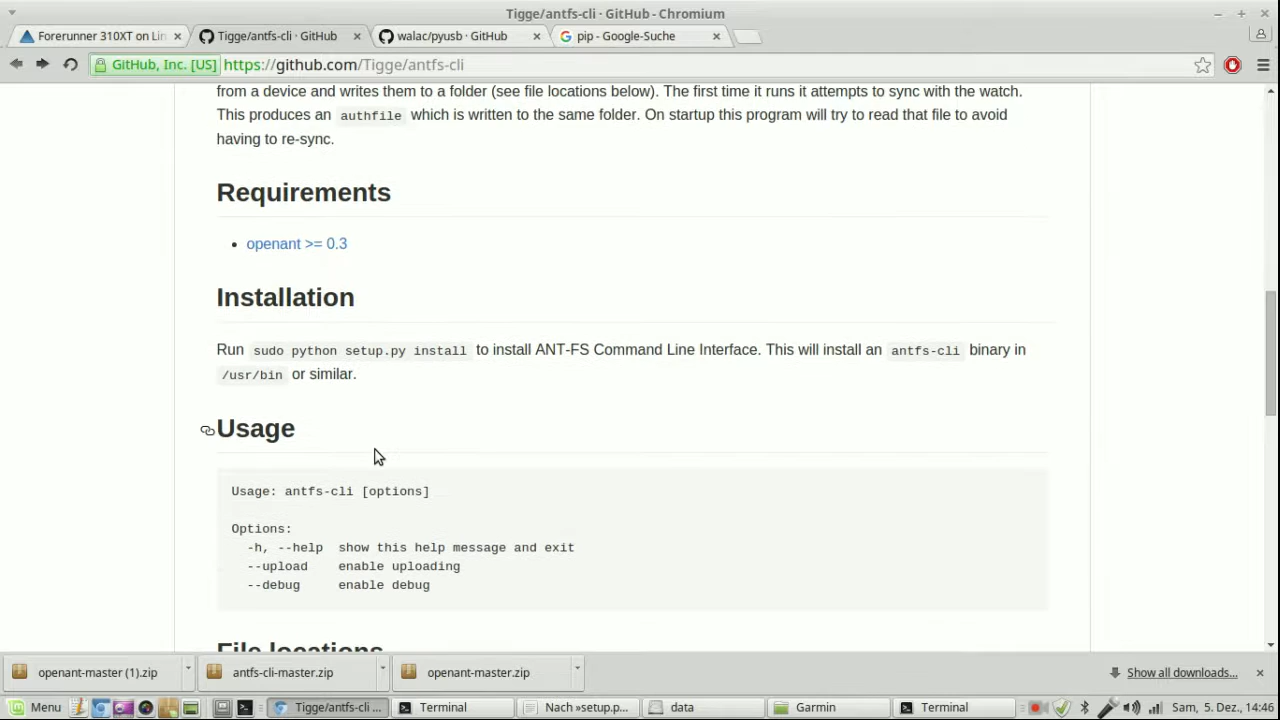 Tigge/antfs-cli · GitHub - Chromium
Forerunner 310XT on Lin
Tigge/antfs-cli · GitHub
walac/pyusb · GitHub
pip - Google-Suche
GitHub, Inc. [US] https://github.com/Tigge/antfs-cli
from a device and writes them to a folder (see file locations below). The first time it runs it attempts to sync with the watch.
This produces an authfile which is written to the same folder. On startup this program will try to read that file to avoid
having to re-sync.
Requirements
• openant >= 0.3
Installation
Run sudo python setup.py install to install ANT-FS Command Line Interface. This will install an antfs-cli binary in
/usr/bin or similar.
Usage
Usage: antfs-cli [options]
Options:
-h, --help show this help message and exit
--upload enable uploading
--debug enable debug
File locations
openant-master (1).zip
antfs-cli-master.zip
openant-master.zip
Show all downloads...
Menu
Tigge/antfs-cli ...
Terminal
Nach »setup.p...
data
Garmin
Terminal
Sam, 5. Dez., 14:46